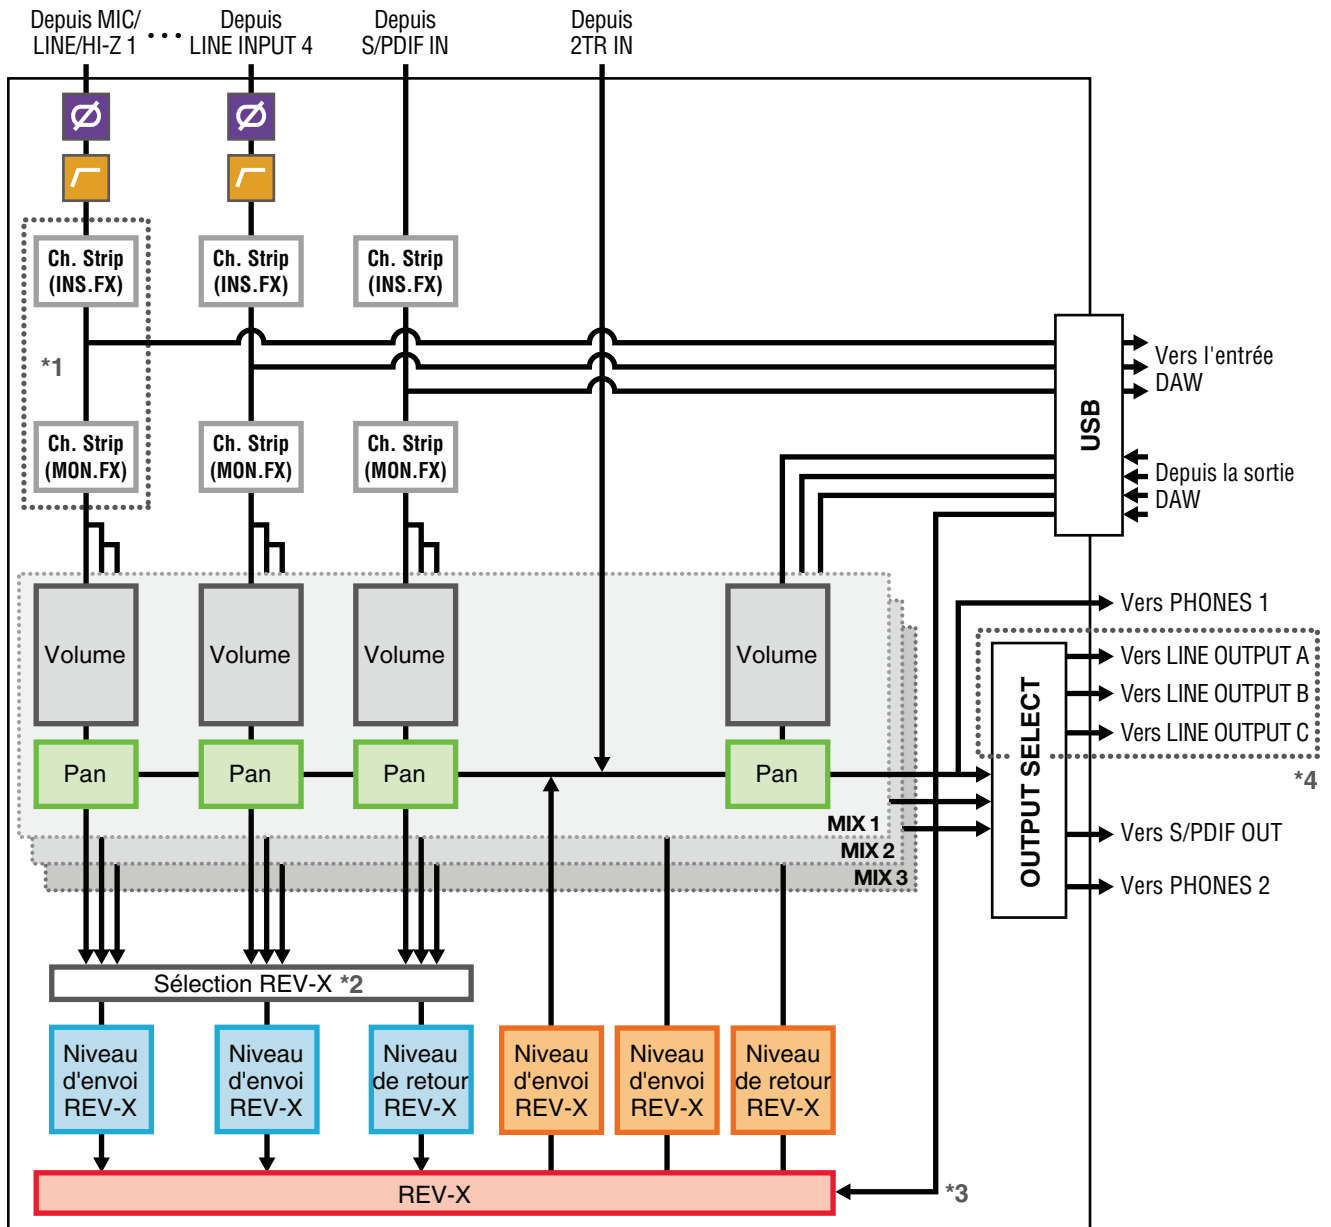 Depuis MIC/
LINE/HI-Z 1
Depuis
LINE INPUT 4
Depuis
S/PDIF IN
Depuis
2TR IN
Ch. Strip
(INS.FX)
Ch. Strip
(INS.FX)
Ch. Strip
(INS.FX)
*1
Vers l'entrée
DAW
USB
Ch. Strip
(MON.FX)
Ch. Strip
(MON.FX)
Ch. Strip
(MON.FX)
Depuis la sortie
DAW
Volume
Volume
Volume
Volume
Vers PHONES 1
Vers LINE OUTPUT A
Vers LINE OUTPUT B
Vers LINE OUTPUT C
*4
OUTPUT SELECT
Pan
Pan
Pan
Pan
MIX 1
MIX 2
MIX 3
Vers S/PDIF OUT
Vers PHONES 2
Sélection REV-X *2
Niveau
d'envoi
REV-X
Niveau
d'envoi
REV-X
Niveau
de retour
REV-X
Niveau
d'envoi
REV-X
Niveau
d'envoi
REV-X
Niveau
de retour
REV-X
REV-X
*3